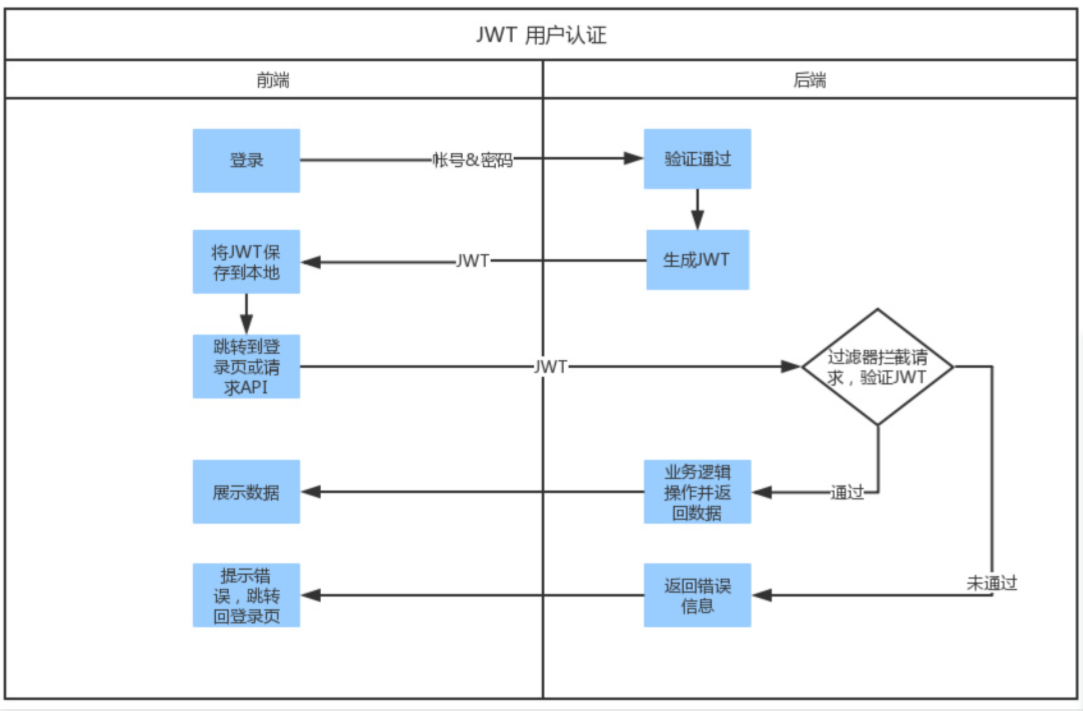 JWT 用户认证
前端
后端
登录
帐号&密码
验证通过
将JWT保
存到本地
JWT
生成JWT
跳转到登
录页或请
求API
JWT
过滤器拦截请
求，验证JWT
展示数据
业务逻辑
操作并返
回数据
通过
提示错
误，跳转
回登录页
返回错误
信息
未通过